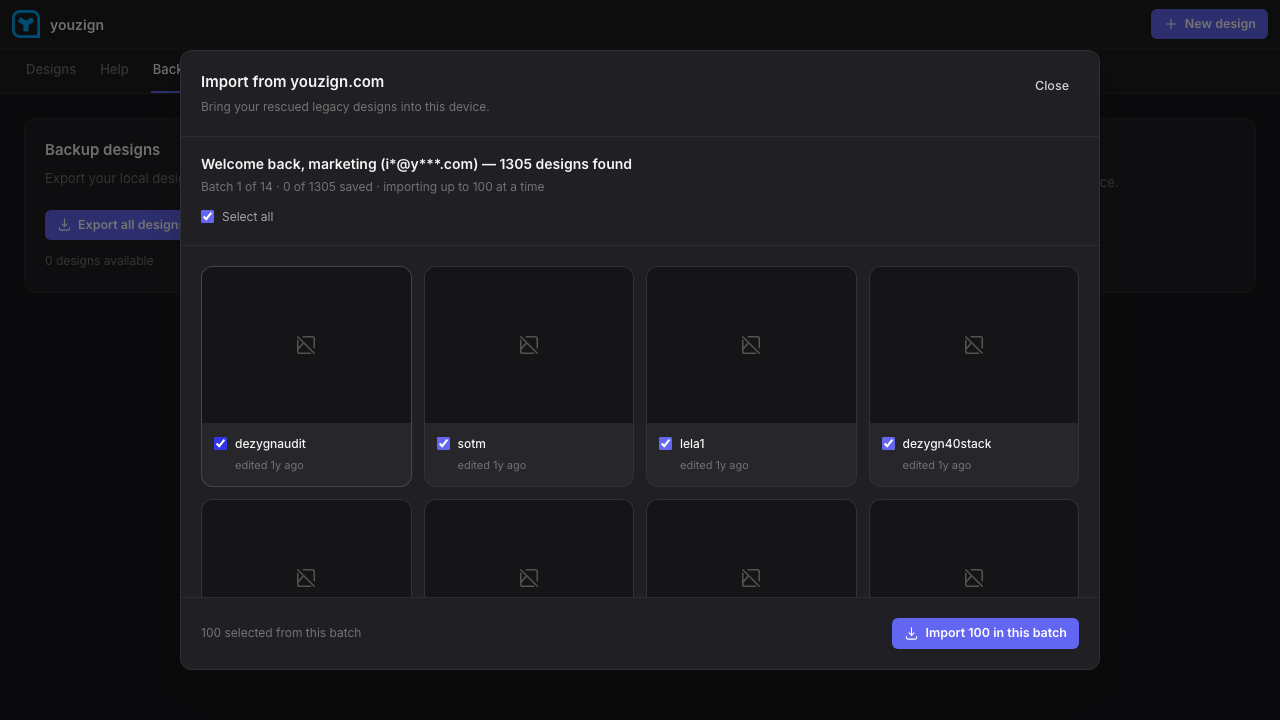 youzign
New design
Designs
Help
Back
Import from youzign.com
Close
Bring your rescued legacy designs into this device.
Backup designs
Export your local desi
ce.
Welcome back, marketing (i*@y***.com) — 1305 designs found
Batch 1 of 14 · 0 of 1305 saved · importing up to 100 at a time
Select all
Export all design
0 designs available
dezygnaudit
edited 1y ago
sotm
edited 1y ago
lela1
edited 1y ago
dezygn40stack
edited 1y ago
100 selected from this batch
Import 100 in this batch